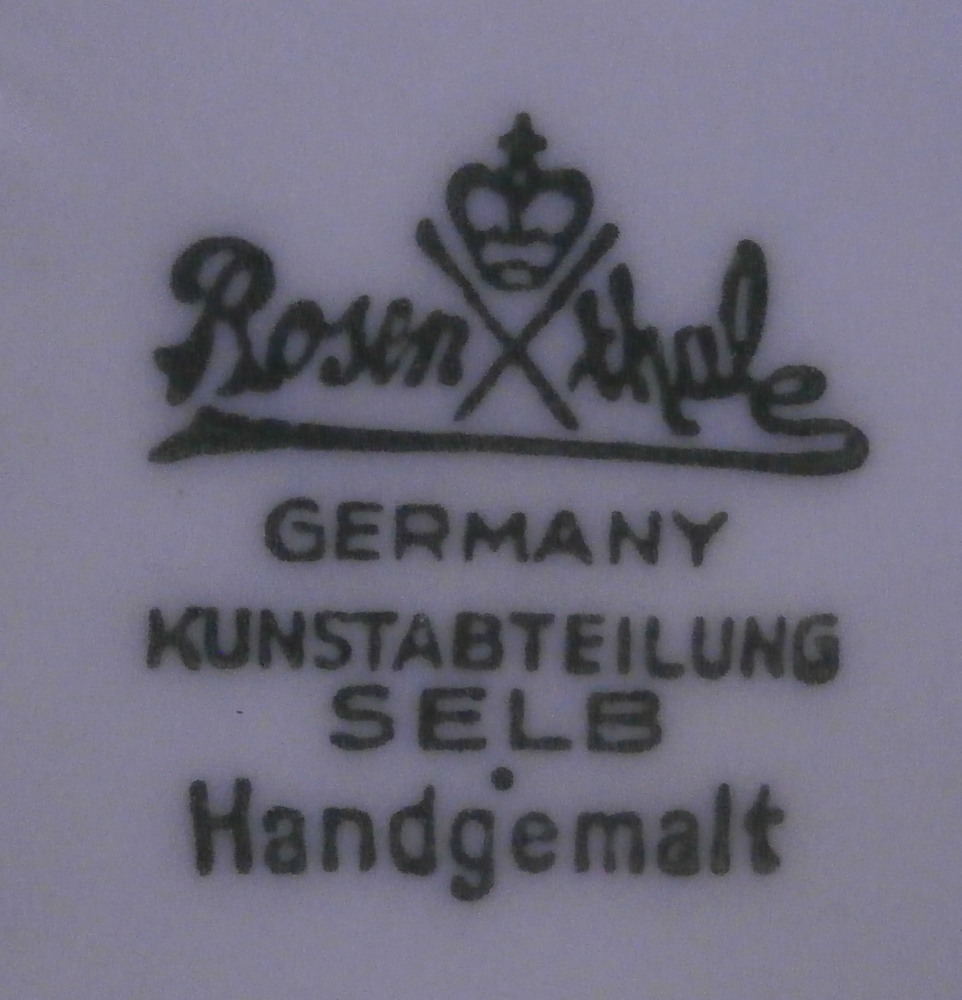 Rosenthal
GERMANY
KUNSTABTEILUNG
SELB
Handgemalt